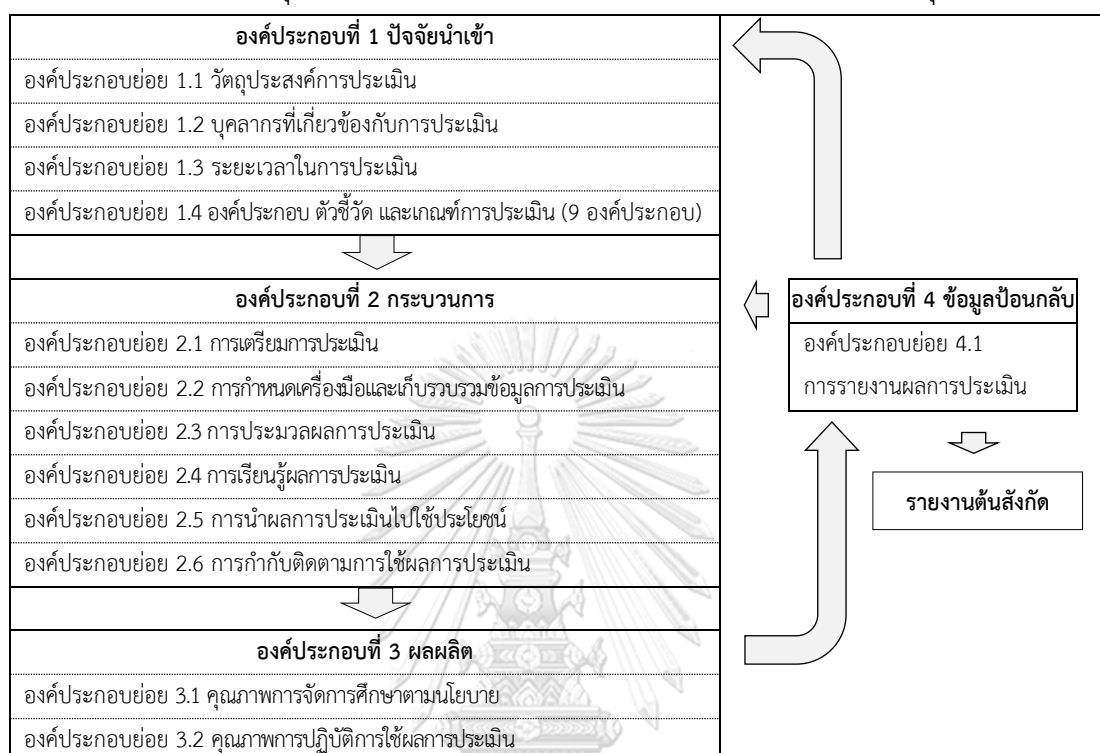 องค์ประกอบที่ 1 ปัจจัยนำเข้า
องค์ประกอบย่อย 1.1 วัตถุประสงค์การประเมิน
องค์ประกอบย่อย 1.2 บุคลากรที่เกี่ยวข้องกับการประเมิน
องค์ประกอบย่อย 1.3 ระยะเวลาในการประเมิน
องค์ประกอบย่อย 1.4 องค์ประกอบ ตัวชี้วัด และเกณฑ์การประเมิน (9 องค์ประกอบ)
องค์ประกอบที่ 2 กระบวนการ
องค์ประกอบย่อย 2.1 การเตรียมการประเมิน
องค์ประกอบย่อย 2.2 การกำหนดเครื่องมือและเก็บรวบรวมข้อมูลการประเมิน
องค์ประกอบย่อย 2.3 การประมวลผลการประเมิน
องค์ประกอบย่อย 2.4 การเรียนรู้ผลการประเมิน
องค์ประกอบย่อย 2.5 การนำผลการประเมินไปใช้ประโยชน์
องค์ประกอบย่อย 2.6 การกำกับติดตามการใช้ผลการประเมิน
องค์ประกอบที่ 3 ผลผลิต
องค์ประกอบย่อย 3.1 คุณภาพการจัดการศึกษาตามนโยบาย
องค์ประกอบย่อย 3.2 คุณภาพการปฏิบัติการใช้ผลการประเมิน
องค์ประกอบที่ 4 ข้อมูลป้อนกลับ
องค์ประกอบย่อย 4.1
การรายงานผลการประเมิน
รายงานต้นสังกัด